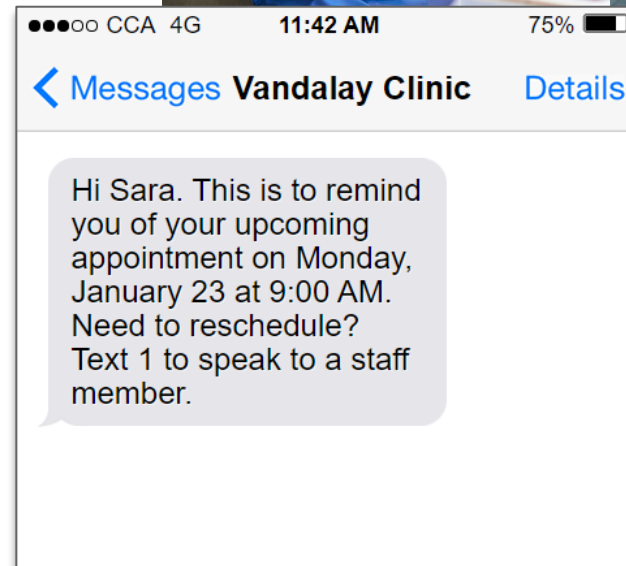 CCA 4G 11:42 AM 75%
Messages Vandalay Clinic Details
Hi Sara. This is to remind
you of your upcoming
appointment on Monday,
January 23 at 9:00 AM.
Need to reschedule?
Text 1 to speak to a staff
member.